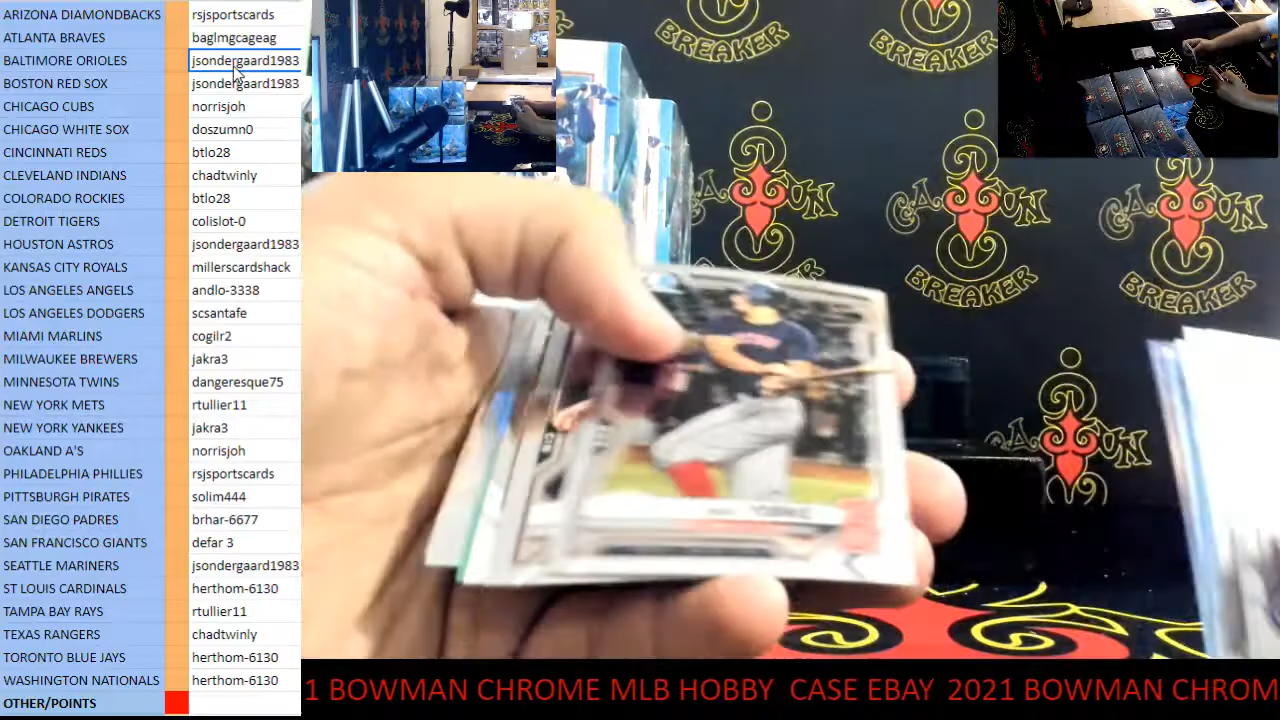 ARIZONA DIAMONDBACKS rsjsportscards
ATLANTA BRAVES baglmgcageag
BALTIMORE ORIOLES jsondergaard1983
BOSTON RED SOX jsondergaard1983
CHICAGO CUBS norrisjoh
CHICAGO WHITE SOX doszumn0
CINCINNATI REDS btlo28
CLEVELAND INDIANS chadtwinly
COLORADO ROCKIES btlo28
DETROIT TIGERS colislot-0
HOUSTON ASTROS jsondergaard1983
KANSAS CITY ROYALS millerscardshack
LOS ANGELES ANGELS andlo-3338
LOS ANGELES DODGERS scsantafe
MIAMI MARLINS cogilr2
MILWAUKEE BREWERS jakra3
MINNESOTA TWINS dangeresque75
NEW YORK METS rtullier11
NEW YORK YANKEES jakra3
OAKLAND A'S norrisjoh
PHILADELPHIA PHILLIES rsjsportscards
PITTSBURGH PIRATES solim444
SAN DIEGO PADRES brhar-6677
SAN FRANCISCO GIANTS defar 3
SEATTLE MARINERS jsondergaard1983
ST LOUIS CARDINALS herthom-6130
TAMPA BAY RAYS rtullier11
TEXAS RANGERS chadtwinly
TORONTO BLUE JAYS herthom-6130
WASHINGTON NATIONALS herthom-6130
OTHER/POINTS
BREAKER
BREAKER
CAJUN
BREAKER
CAJUN
BREAKER
CAJUN
BREAKER
CAJUN
1 BOWMAN CHROME MLB HOBBY CASE EBAY 2021 BOWMAN CHROM